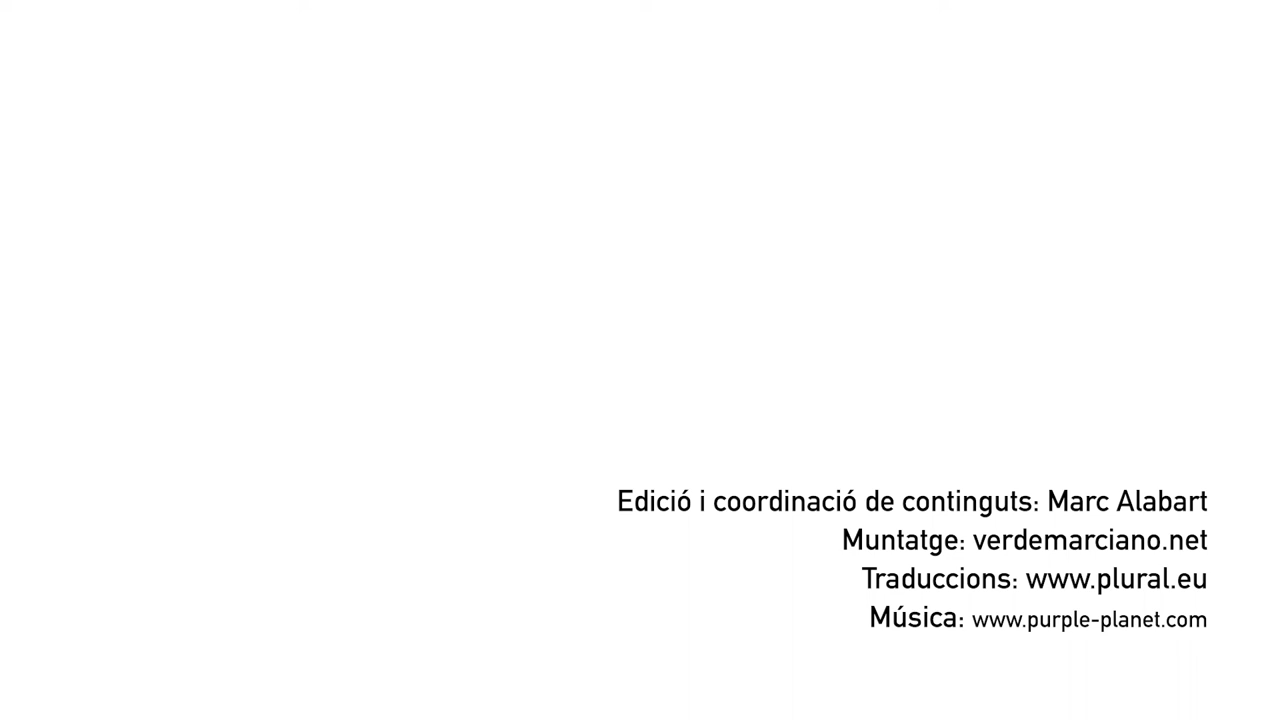 Edició i coordinació de continguts: Marc Alabart
Muntatge: verdemarciano.net
Traduccions: www.plural.eu
Música: www.purple-planet.com